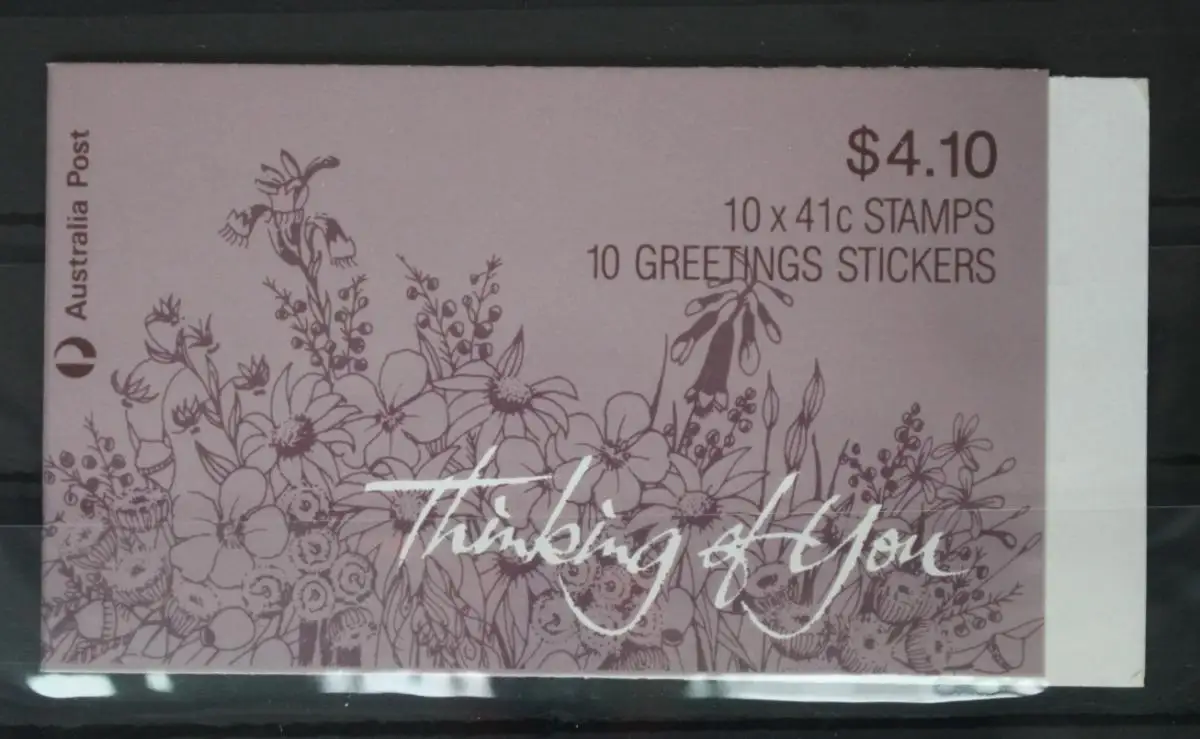 Australia Post
$4.10
10 x 41c STAMPS
10 GREETINGS STICKERS
Thinking of You